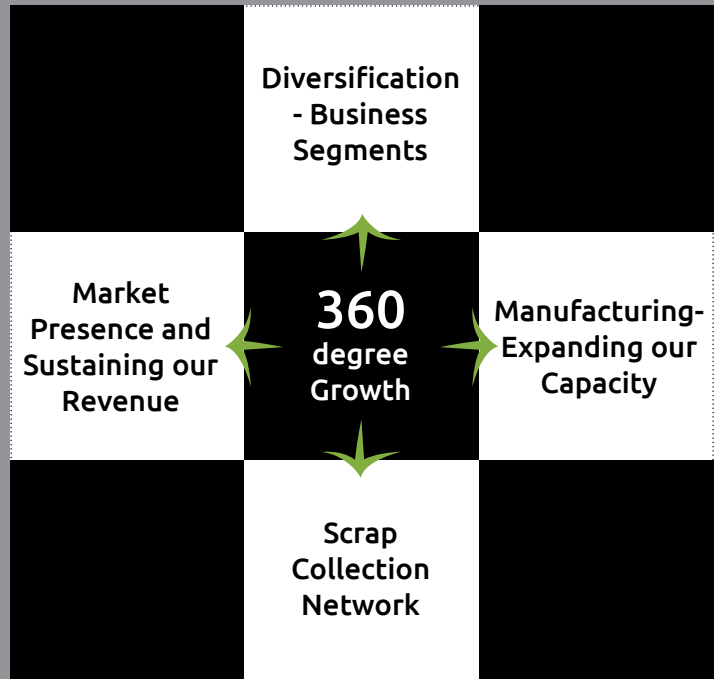 Diversification
- Business
Segments
Market
Presence and
Sustaining our
Revenue
360
degree
Growth
Manufacturing-
Expanding our
Capacity
Scrap
Collection
Network